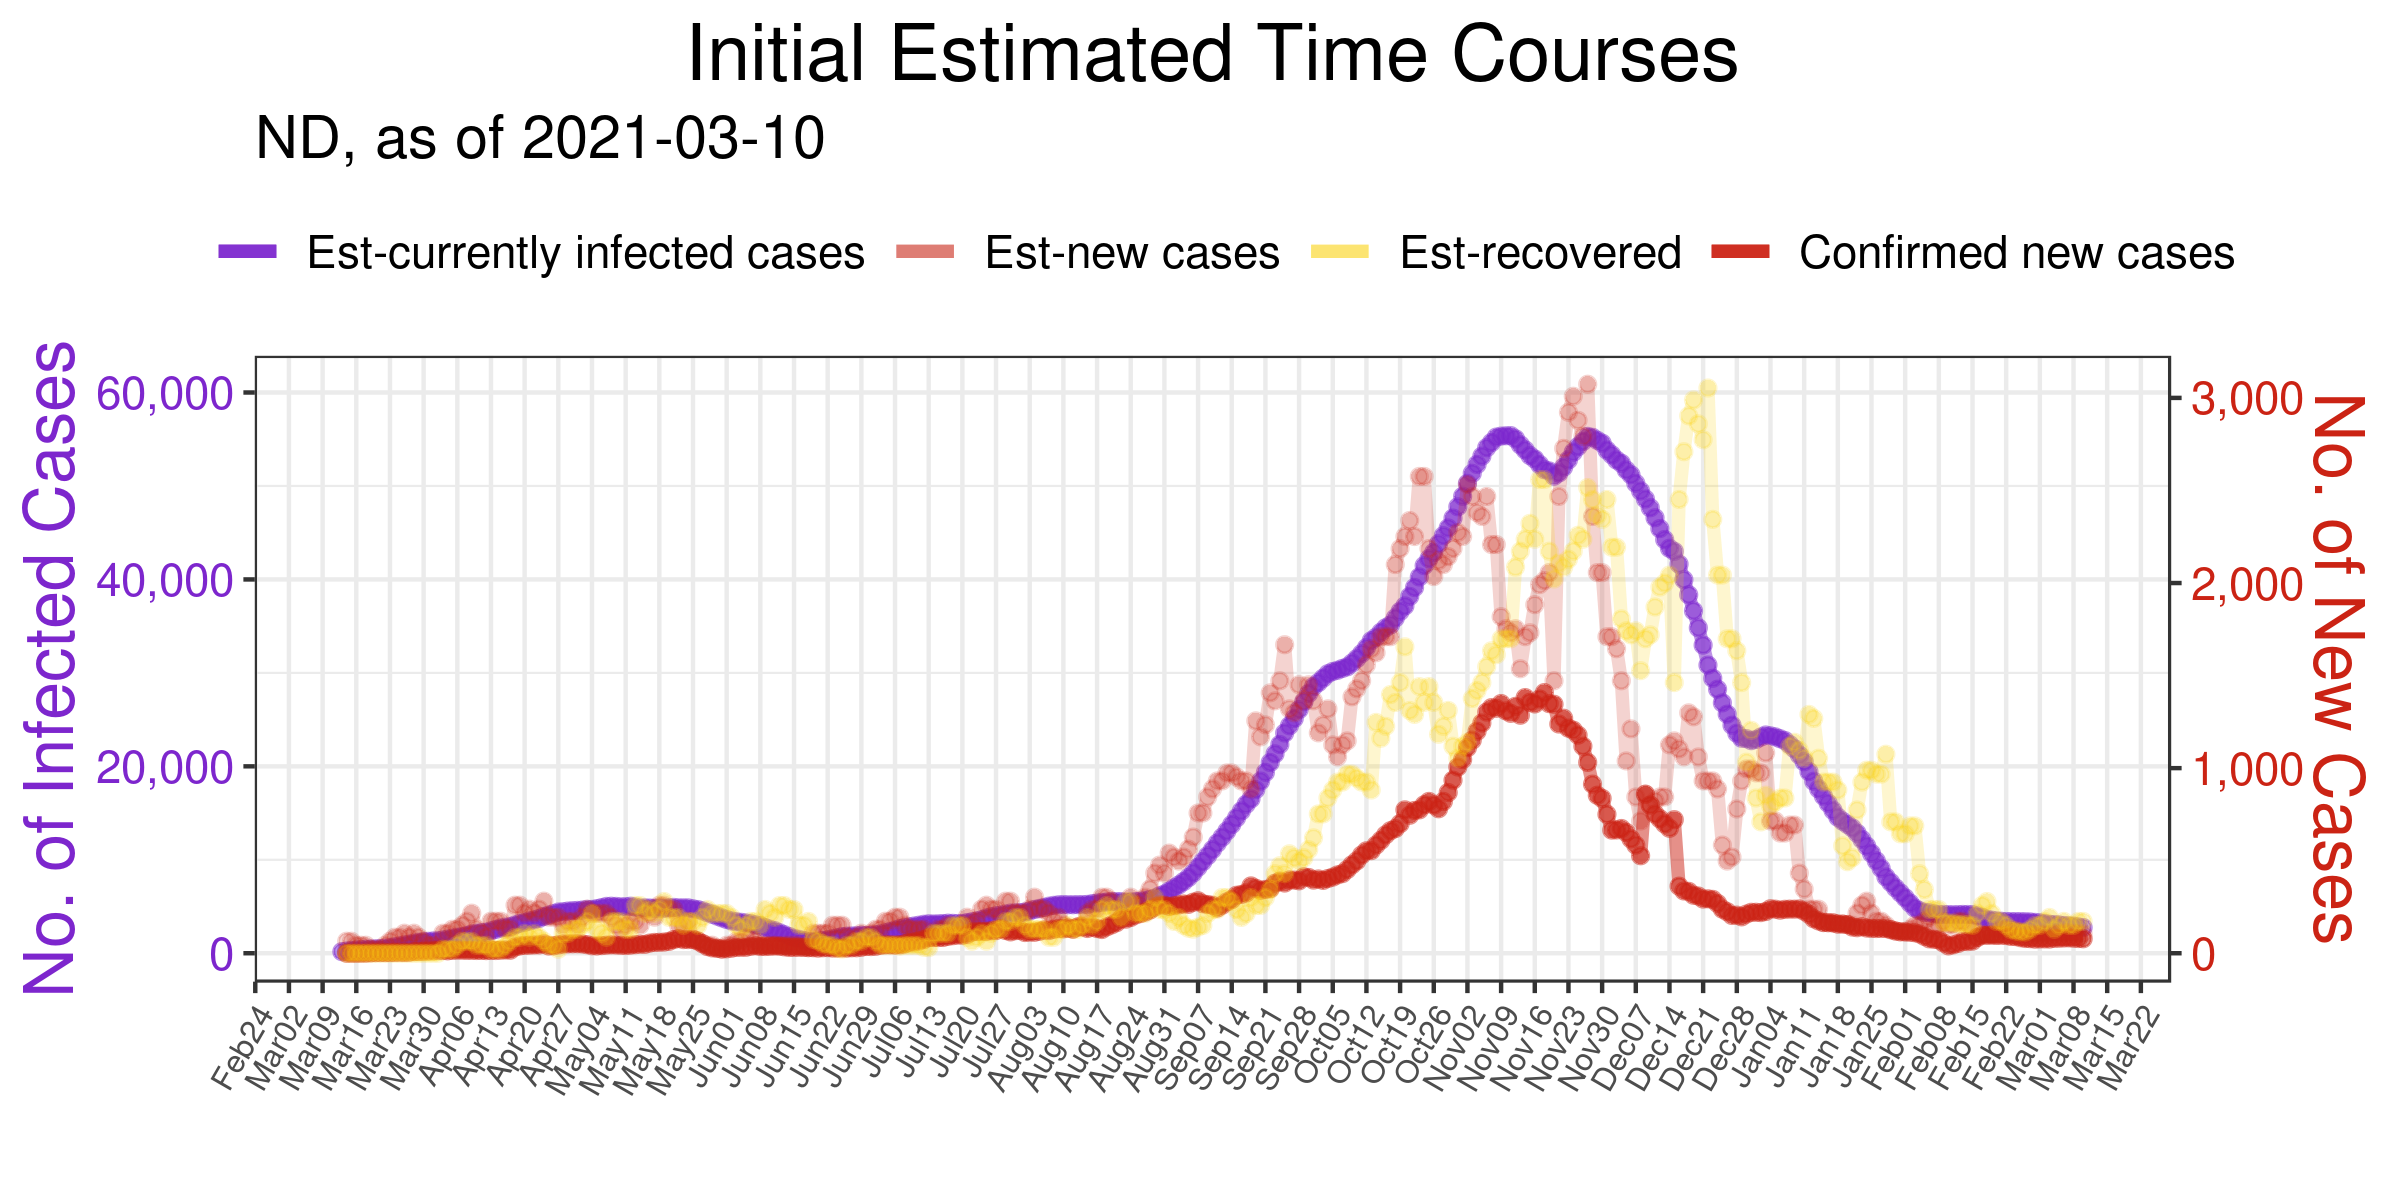 Initial Estimated Time Courses
ND, as of 2021-03-10
Est-currently infected cases Est-new cases Est-recovered Confirmed new cases
No. of Infected Cases
60,000
40,000
20,000
0
3,000
2,000
1,000
0
No. of New Cases
Feb24 Mar02 Mar09 Mar16 Mar23 Mar30 Apr06 Apr13 Apr20 Apr27 May04 May11 May18 May25 Jun01 Jun08 Jun15 Jun22 Jun29 Jul06 Jul13 Jul20 Jul27 Aug03 Aug10 Aug17 Aug24 Aug31 Sep07 Sep14 Sep21 Sep28 Oct05 Oct12 Oct19 Oct26 Nov02 Nov09 Nov16 Nov23 Nov30 Dec07 Dec14 Dec21 Dec28 Jan04 Jan11 Jan18 Jan25 Feb01 Feb08 Feb15 Feb22 Mar01 Mar08 Mar15 Mar22